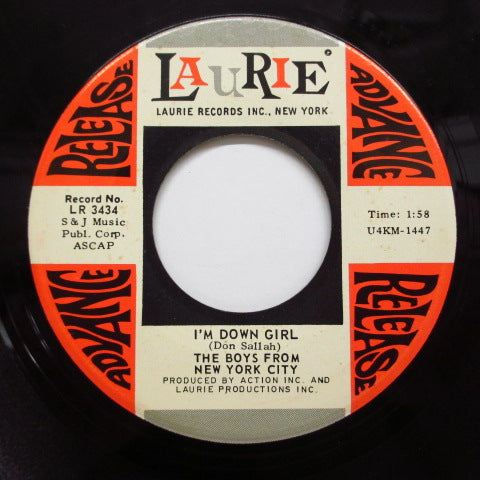 LAuRIE
LAURIE RECORDS INC., NEW YORK
ADVANCE RELEASE
ADVANCE RELEASE
Record No.
LR 3434
S & J Music
Publ. Corp.
ASCAP
Time: 1:58
U4KM-1447
I'M DOWN GIRL
(Don Sallah)
THE BOYS FROM
NEW YORK CITY
PRODUCED BY ACTION INC. AND
LAURIE PRODUCTIONS INC.